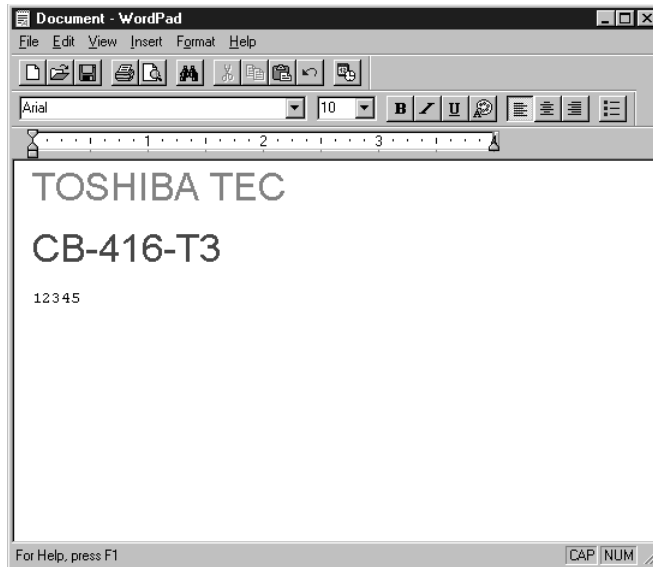 Document - WordPad
File Edit View Insert Format Help
Arial 10 B I U
1 2 3
TOSHIBA TEC
CB-416-T3
12345
For Help, press F1 CAP NUM